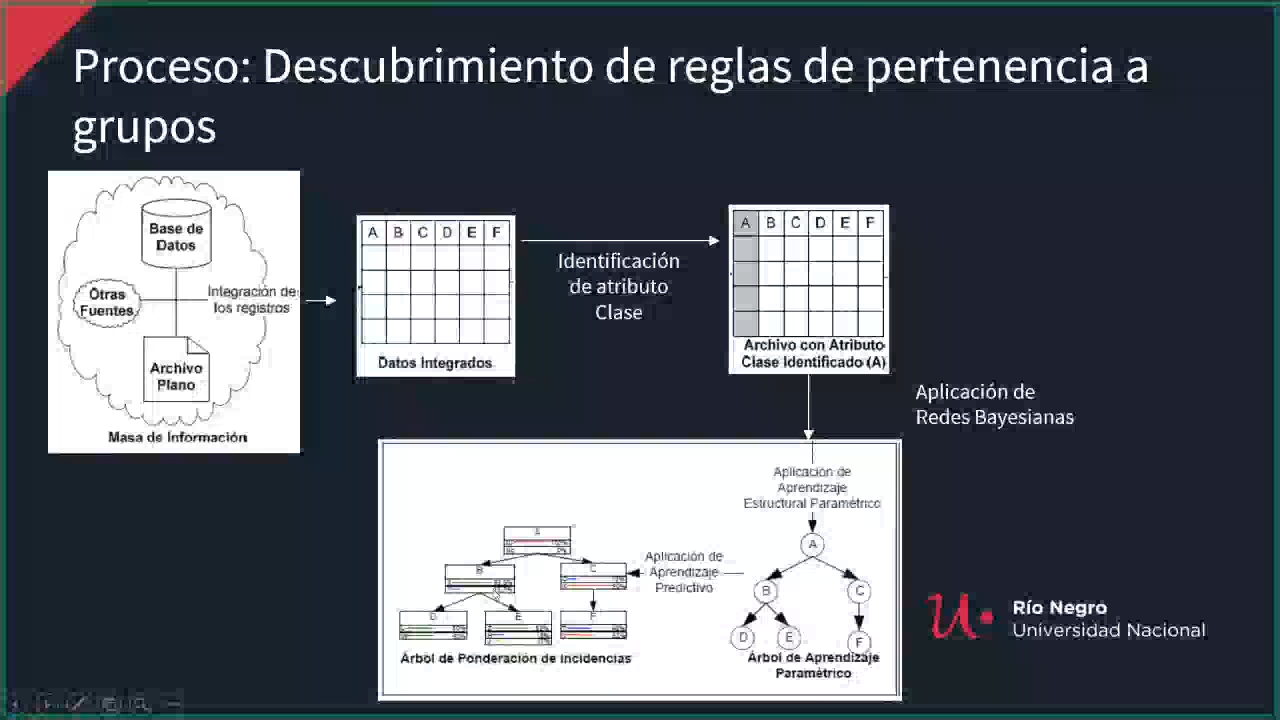 Proceso: Descubrimiento de reglas de pertenencia a
grupos
Base de
Datos
Otras
Fuentes
Integración de
los registros
Archivo
Plano
Masa de Información
A B C D E F
Datos Integrados
Identificación
de atributo
Clase
A B C D E F
Archivo con Atributo
Clase Identificado (A)
Aplicación de
Redes Bayesianas
Aplicación de
Aprendizaje
Estructural Paramétrico
A
B C
D E F
Árbol de Aprendizaje
Paramétrico
Aplicación de
Aprendizaje
Predictivo
A
B C
D E F
Árbol de Ponderación de Incidencias
Río Negro
Universidad Nacional